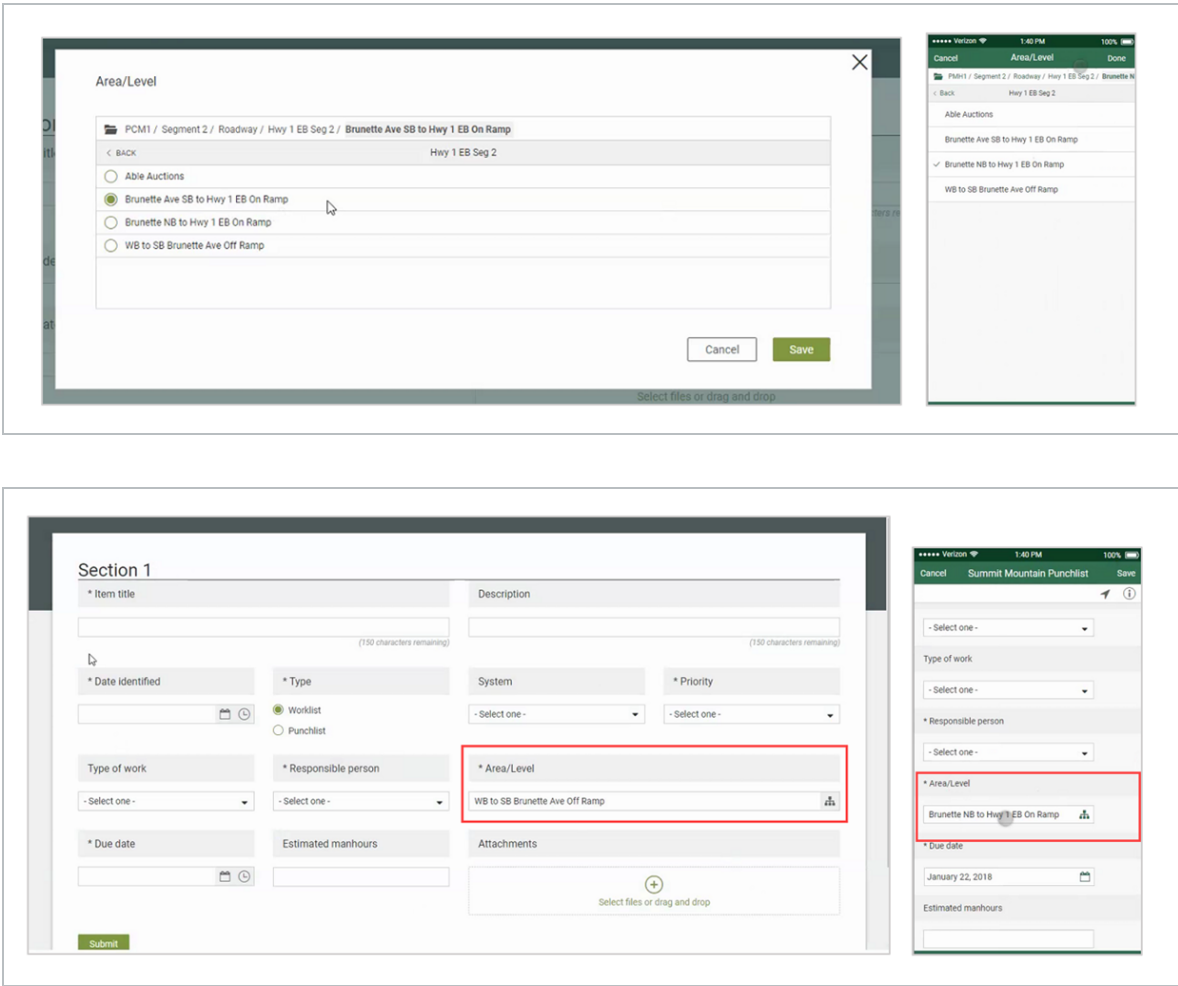 Area/Level
PCM1 / Segment 2 / Roadway / Hwy 1 EB Seg 2 / Brunette Ave SB to Hwy 1 EB On Ramp
< BACK Hwy 1 EB Seg 2
Able Auctions
Brunette Ave SB to Hwy 1 EB On Ramp
Brunette NB to Hwy 1 EB On Ramp
WB to SB Brunette Ave Off Ramp
Cancel Save
Select files or drag and drop
Verizon 1:40 PM 100%
Cancel Area/Level Done
PMH1 / Segment 2 / Roadway / Hwy 1 EB Seg 2 / Brunette N
< Back Hwy 1 EB Seg 2
Able Auctions
Brunette Ave SB to Hwy 1 EB On Ramp
Brunette NB to Hwy 1 EB On Ramp
WB to SB Brunette Ave Off Ramp
Section 1
* Item title Description
(150 characters remaining) (150 characters remaining)
* Date identified * Type System * Priority
Worklist - Select one - - Select one -
Punchlist
Type of work * Responsible person * Area/Level
- Select one - - Select one - WB to SB Brunette Ave Off Ramp
* Due date Estimated manhours Attachments
Select files or drag and drop
Submit
Verizon 1:40 PM 100%
Cancel Summit Mountain Punchlist Save
- Select one -
Type of work
- Select one -
* Responsible person
- Select one -
* Area/Level
Brunette NB to Hwy 1 EB On Ramp
* Due date
January 22, 2018
Estimated manhours